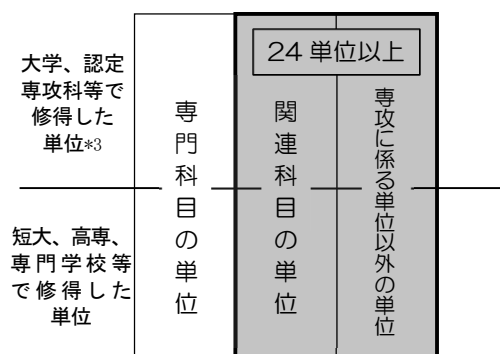 大学、認定
専攻科等で
修得した
単位*3
短大、高専、
専門学校等
で修得した
単位
専門科目の単位
24単位以上
関連科目の単位
専攻に係る単位以外の単位